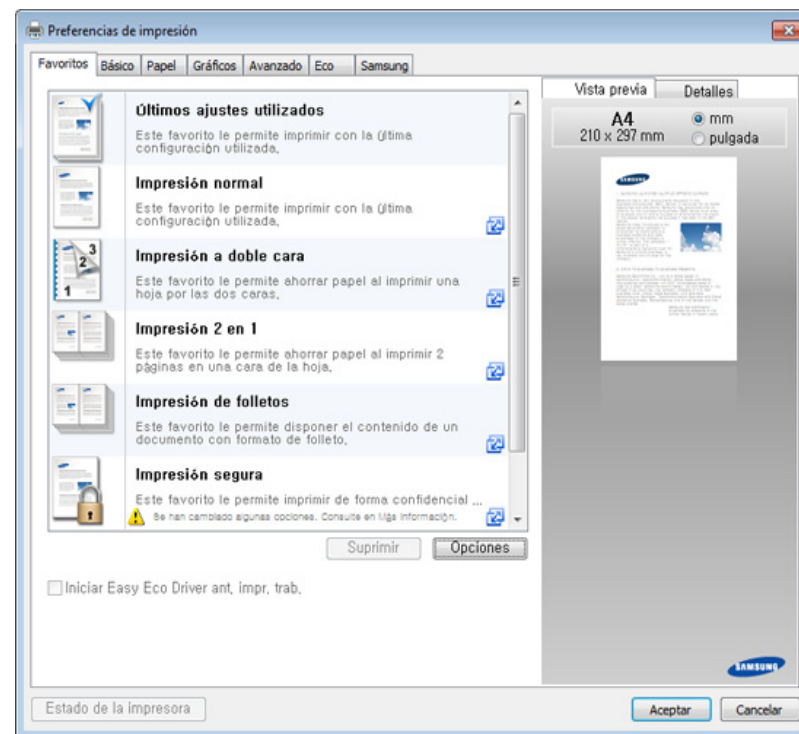 Preferencias de impresión
Favoritos Básico Papel Gráficos Avanzado Eco Samsung
Últimos ajustes utilizados
Este favorito le permite imprimir con la última
configuración utilizada.
Impresión normal
Este favorito le permite imprimir con la última
configuración utilizada.
Impresión a doble cara
Este favorito le permite ahorrar papel al imprimir una
hoja por las dos caras.
Impresión 2 en 1
Este favorito le permite ahorrar papel al imprimir 2
páginas en una cara de la hoja.
Impresión de folletos
Este favorito le permite disponer el contenido de un
documento con formato de folleto.
Impresión segura
Este favorito le permite imprimir de forma confidencial ...
Se han cambiado algunas opciones. Consulte en Más Información.
Suprimir Opciones
Iniciar Easy Eco Driver ant. impr. trab.
Vista previa Detalles
A4
210 x 297 mm
mm
pulgada
SAMSUNG
1 2 3
SAMSUNG
Estado de la impresora
Aceptar Cancelar